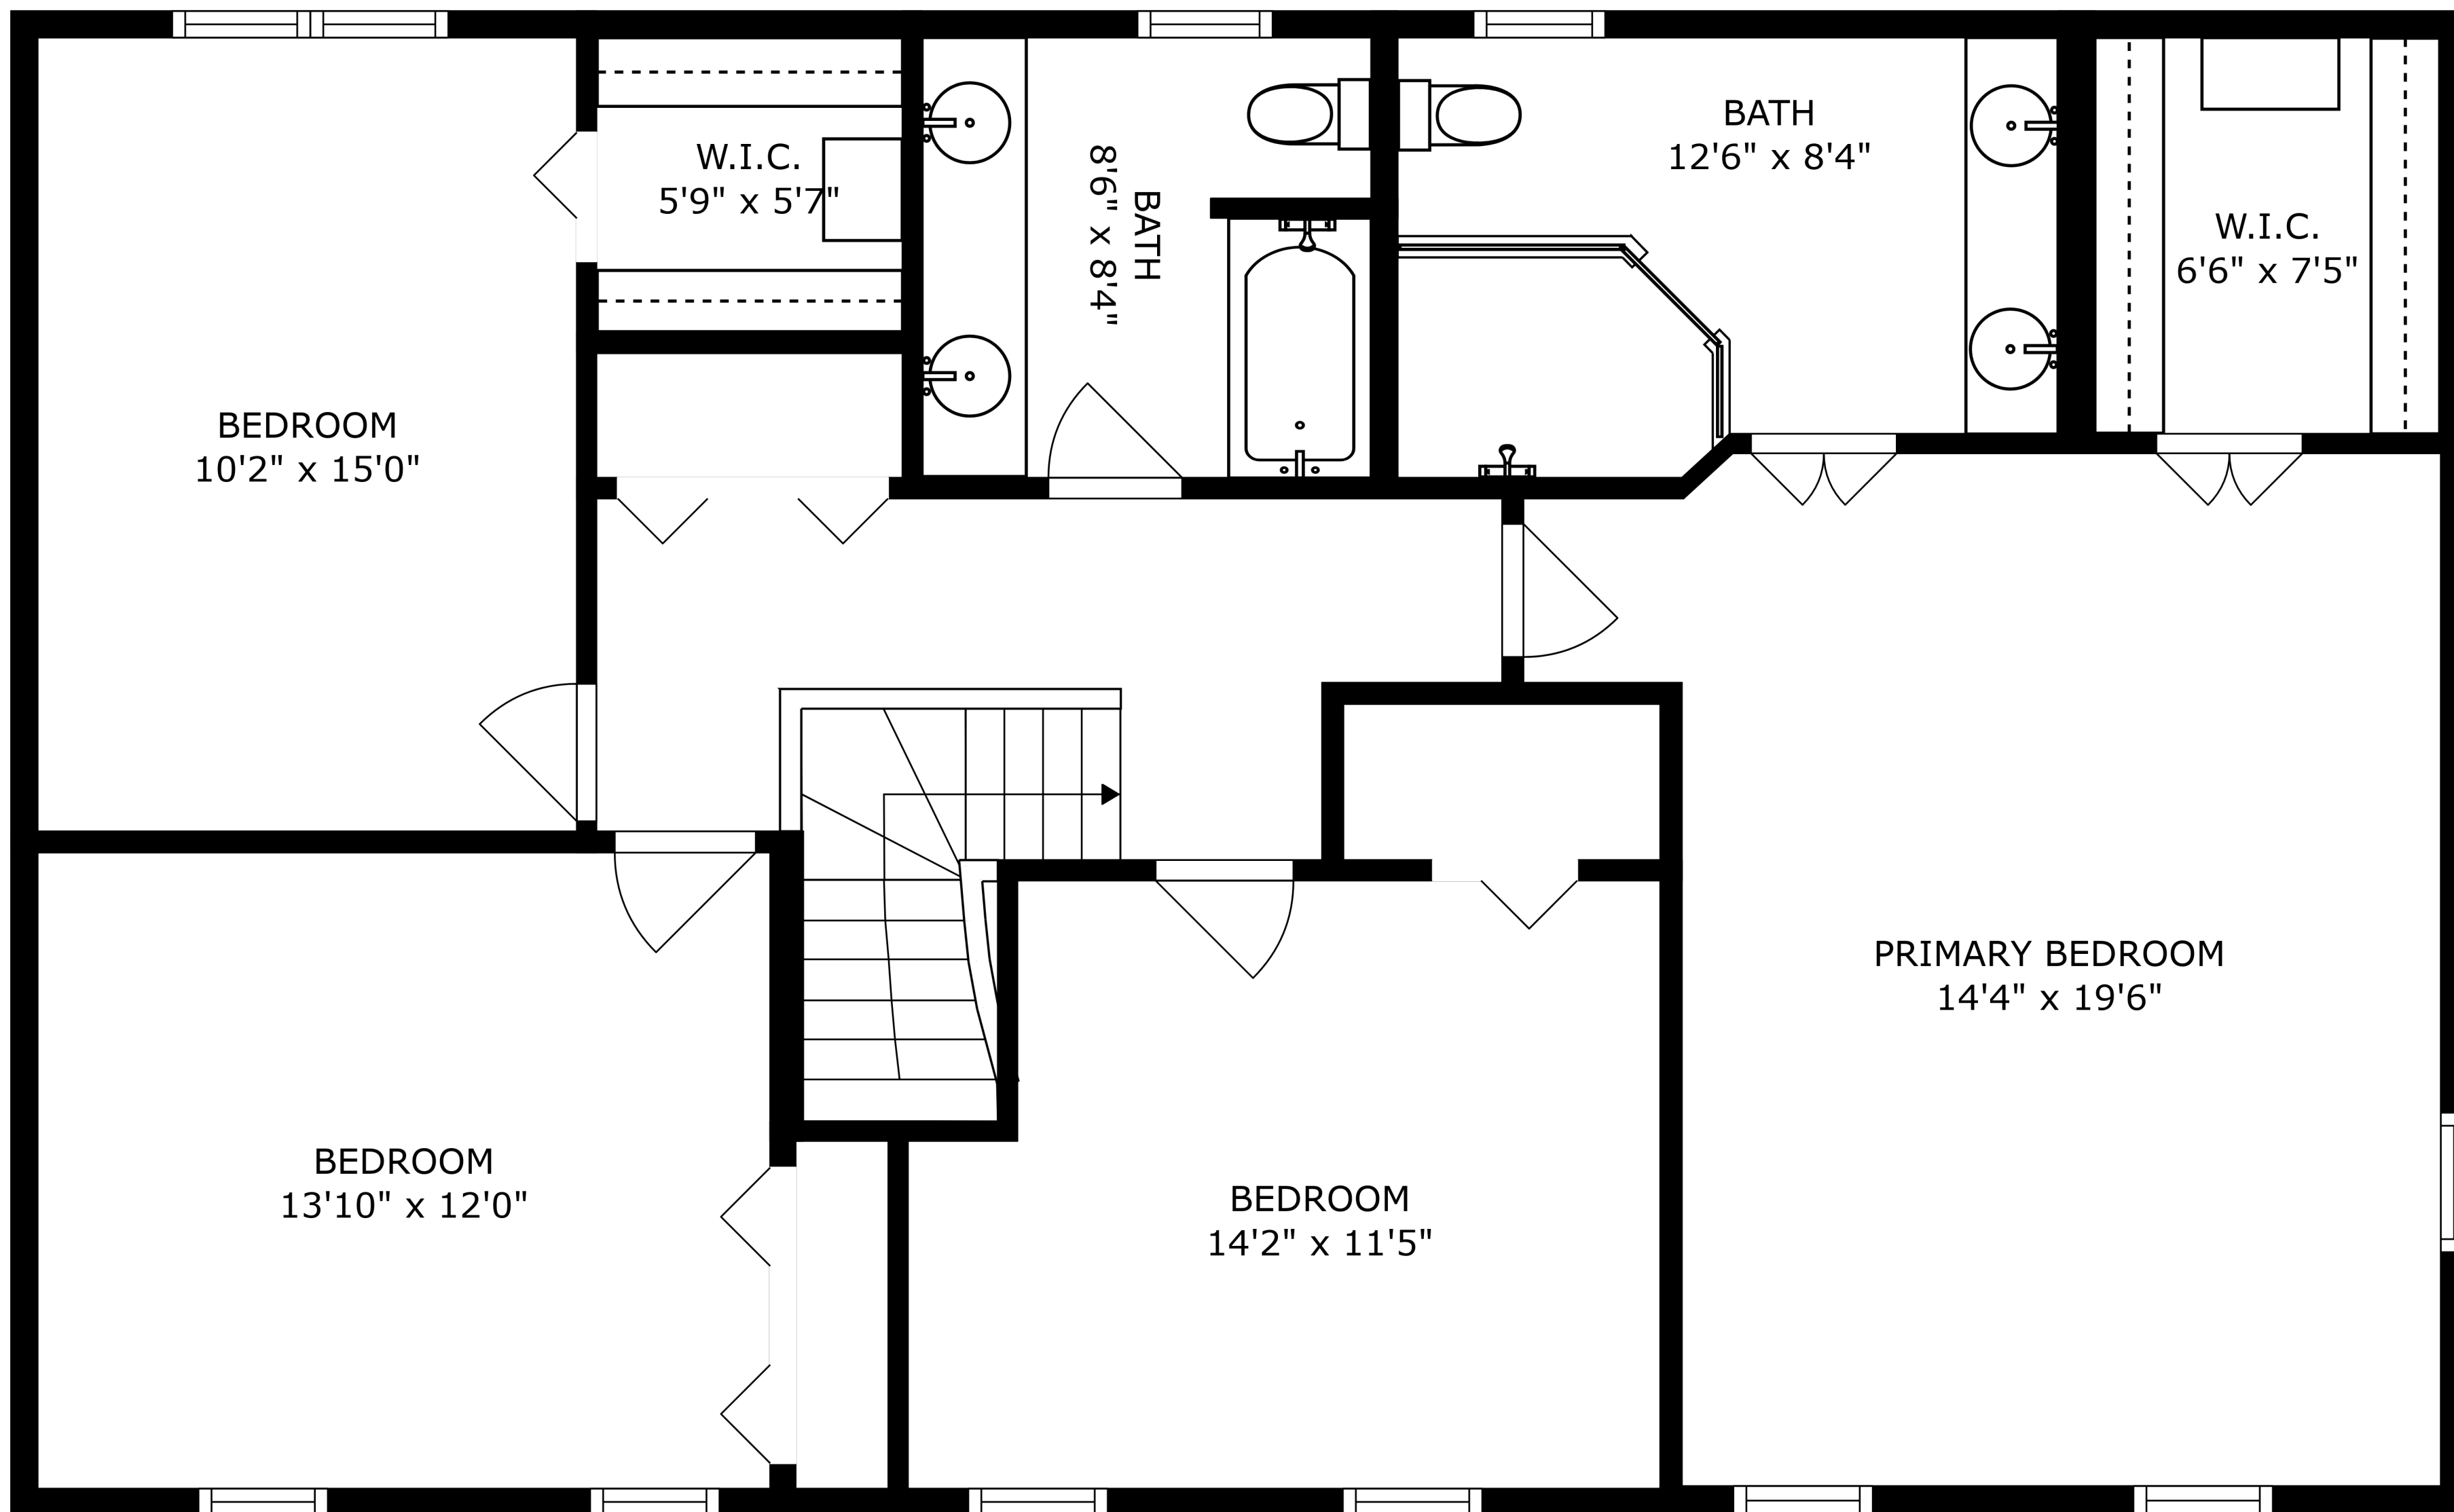 W.I.C.
5'9" x 5'7"
BATH
8'6" x 8'4"
BATH
12'6" x 8'4"
W.I.C.
6'6" x 7'5"
BEDROOM
10'2" x 15'0"
PRIMARY BEDROOM
14'4" x 19'6"
BEDROOM
13'10" x 12'0"
BEDROOM
14'2" x 11'5"